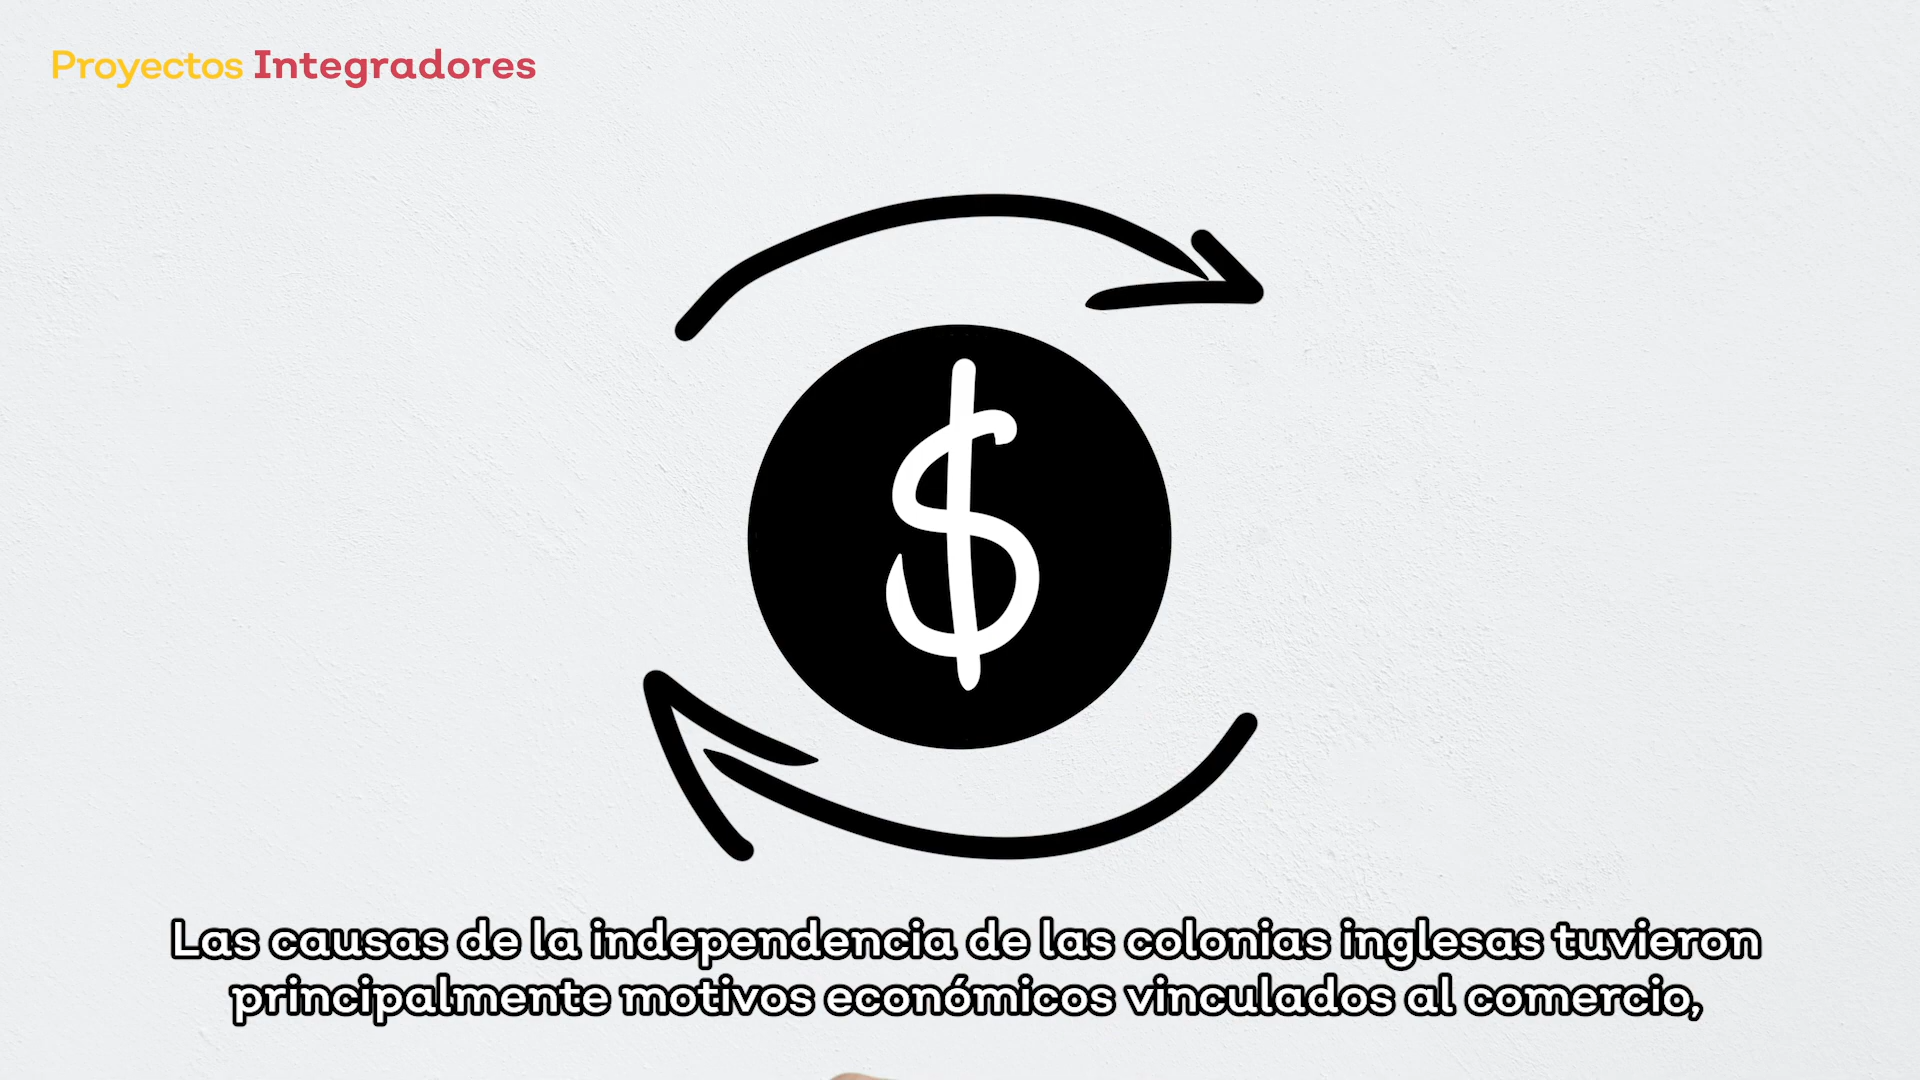 Proyectos Integradores
$
Las causas de la independencia de las colonias inglesas tuvieron
principalmente motivos económicos vinculados al comercio,